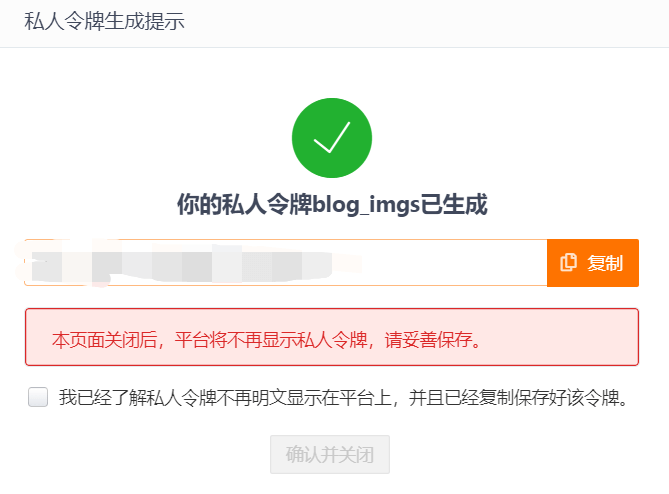 私人令牌生成提示
你的私人令牌blog_imgs已生成
复制
本页面关闭后，平台将不再显示私人令牌，请妥善保存。
我已经了解私人令牌不再明文显示在平台上，并且已经复制保存好该令牌。
确认并关闭